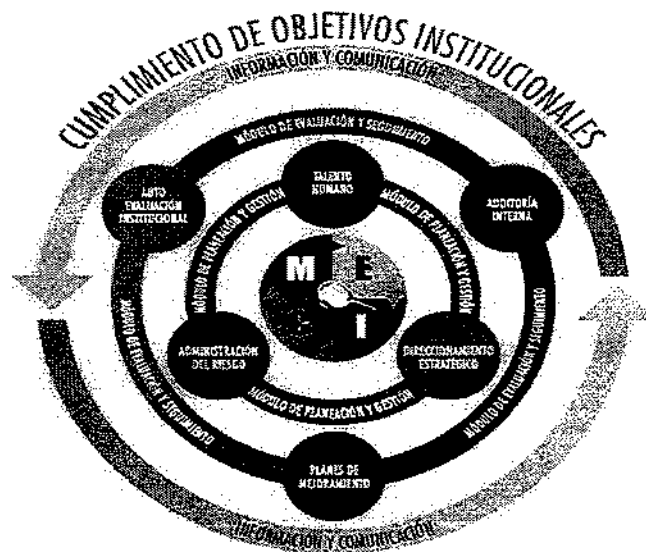 CUMPLIMIENTO DE OBJETIVOS INSTITUCIONALES
INFORMACIÓN Y COMUNICACIÓN
MÓDULO DE EVALUACIÓN Y SEGUIMIENTO
TALENTO
HUMANO
AUTO
EVALUACIÓN
INSTITUCIONAL
AUDITORÍA
INTERNA
MÓDULO DE PLANEACIÓN Y GESTIÓN
MÓDULO DE PLANEACIÓN Y GESTIÓN
M E
I
ADMINISTRACIÓN
DEL RIESGO
DIRECCIONAMIENTO
ESTRATÉGICO
MÓDULO DE EVALUACIÓN Y SEGUIMIENTO
MÓDULO DE EVALUACIÓN Y SEGUIMIENTO
MÓDULO DE PLANEACIÓN Y GESTIÓN
PLANES DE
MEJORAMIENTO
INFORMACIÓN Y COMUNICACIÓN